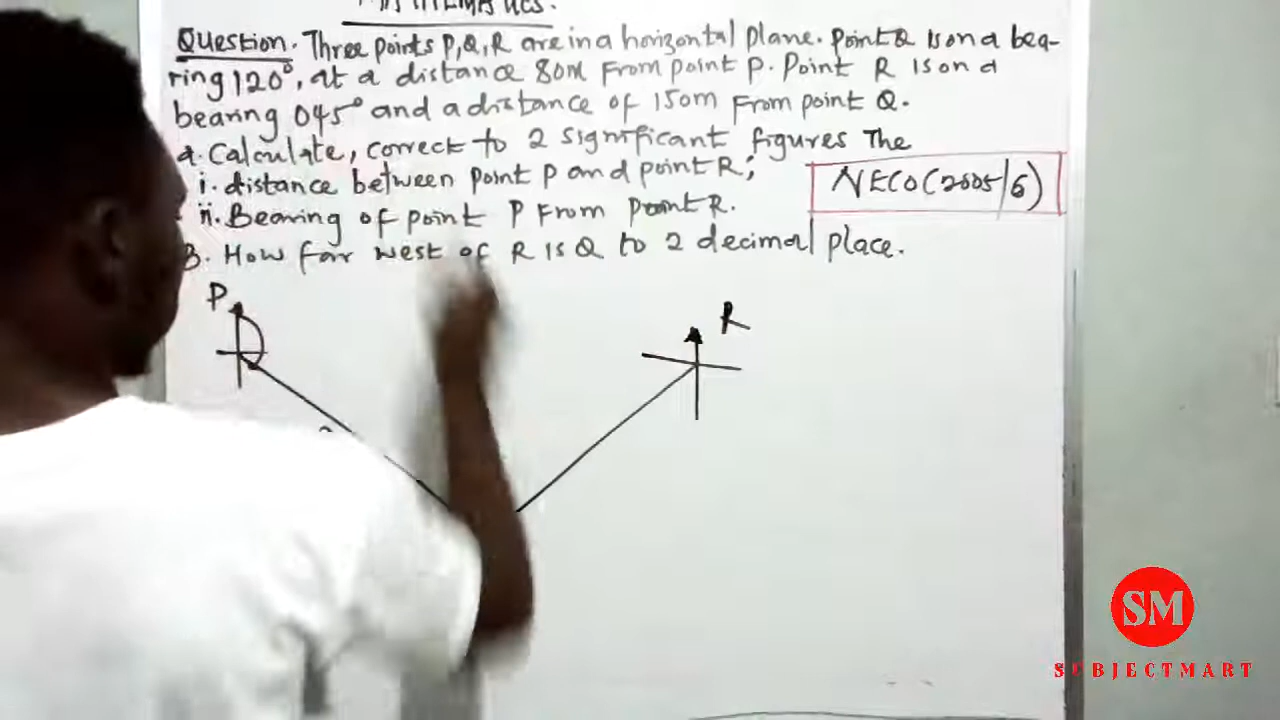 Question. Three points P,Q,R are in a horizontal plane. Point Q is on a bea-
ring 120°, at a distance 80m from point P. Point R is on a
bearing 045° and a distance of 150m from point Q.
a. Calculate, correct to 2 significant figures The
i. distance between point P and point R;
ii. Bearing of point P from point R.
B. How far west of R is Q to 2 decimal place.
NECO (2005/6)
P
R
SM
SUBJECTMART